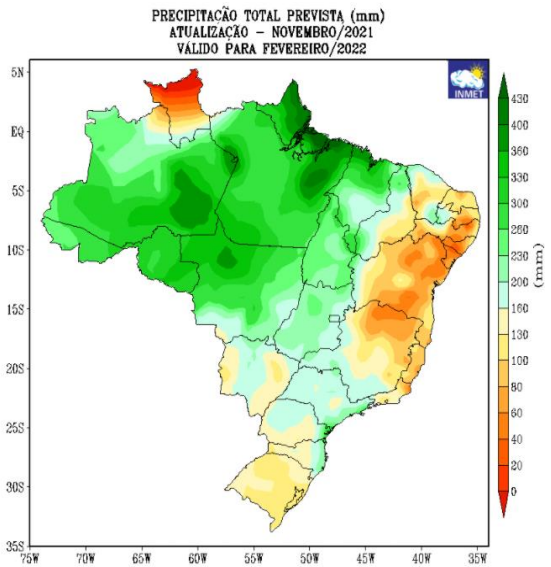 PRECIPITAÇÃO TOTAL PREVISTA (mm)
ATUALIZAÇÃO - NOVEMBRO/2021
VÁLIDO PARA FEVEREIRO/2022
INMET
5N
EQ
5S
10S
15S
20S
25S
30S
35S
75W 70W 65W 60W 55W 50W 45W 40W 35W
430
400
360
330
300
260
230
200
160
130
100
80
60
40
20
0
(mm)